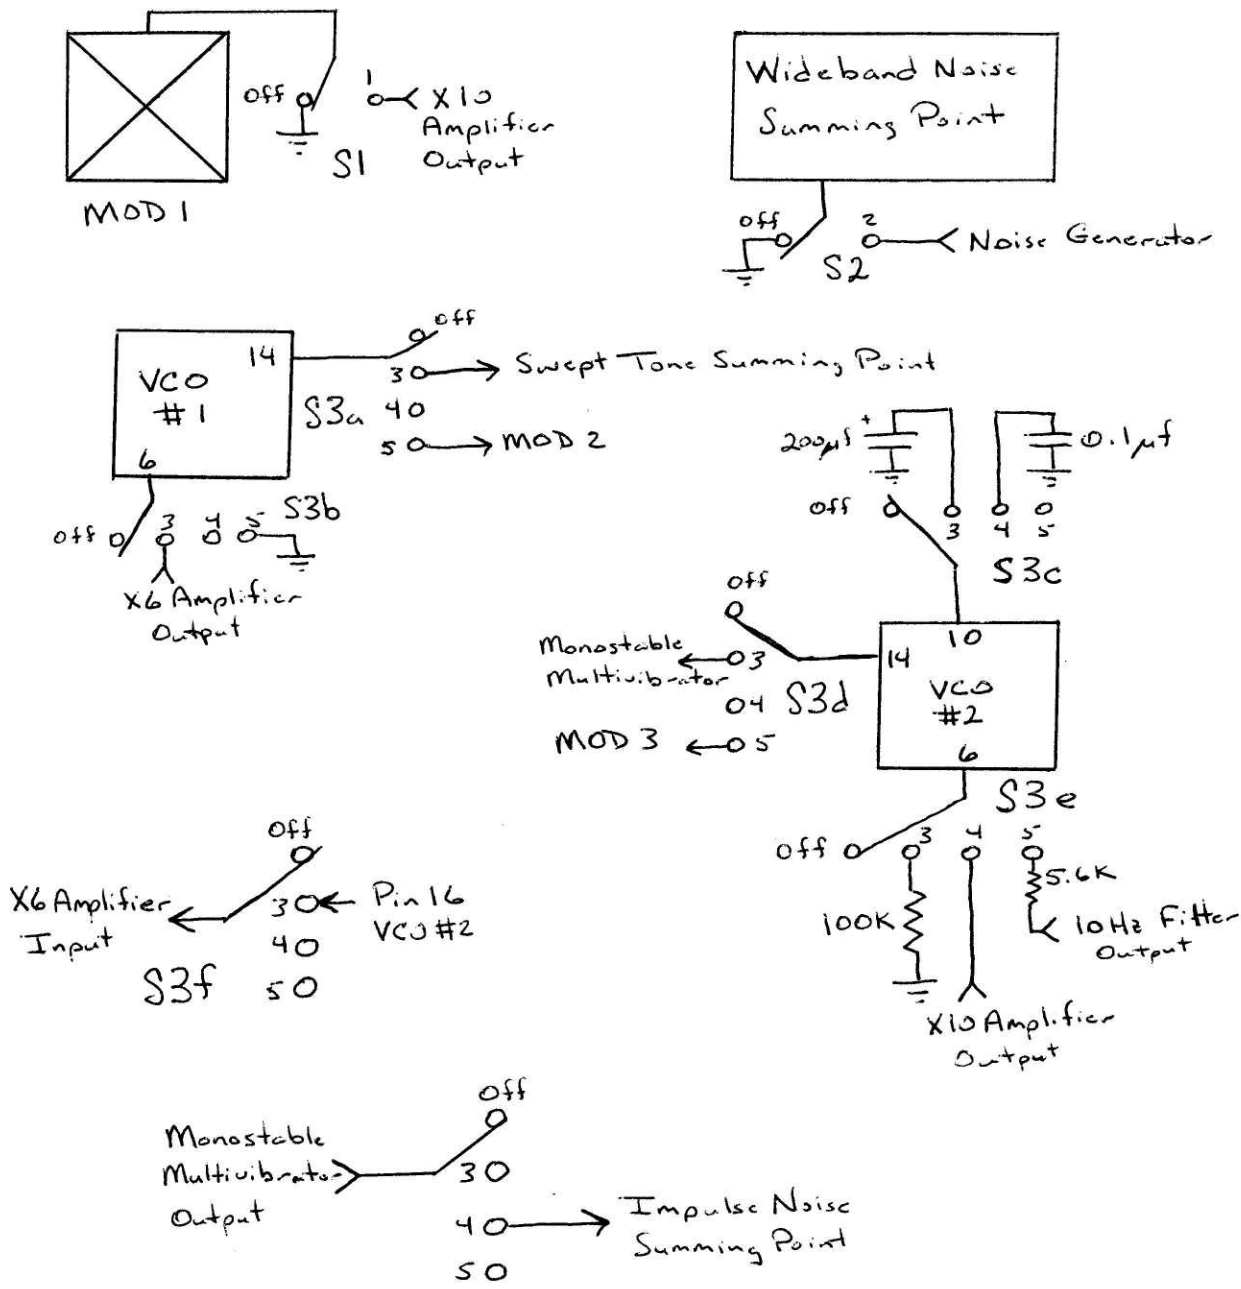 Off
1
X10
Amplifier
Output
S1
MOD 1
Wideband Noise
Summing Point
Off
2
Noise Generator
S2
VCO
#1
14
6
Off
3
4
5
S3a
Swept Tone Summing Point
MOD 2
Off
3
4
5
S3b
X6 Amplifier
Output
200µf
+
0.1µf
Off
3
4
5
S3c
Off
Monostable
Multivibrator
3
4
5
S3d
MOD 3
10
14
VCO
#2
6
S3e
Off
3
4
5
100K
5.6K
10Hz Filter
Output
X10 Amplifier
Output
Off
X6 Amplifier
Input
3
4
5
Pin 16
VCO #2
S3f
Off
Monostable
Multivibrator
Output
3
4
5
Impulse Noise
Summing Point